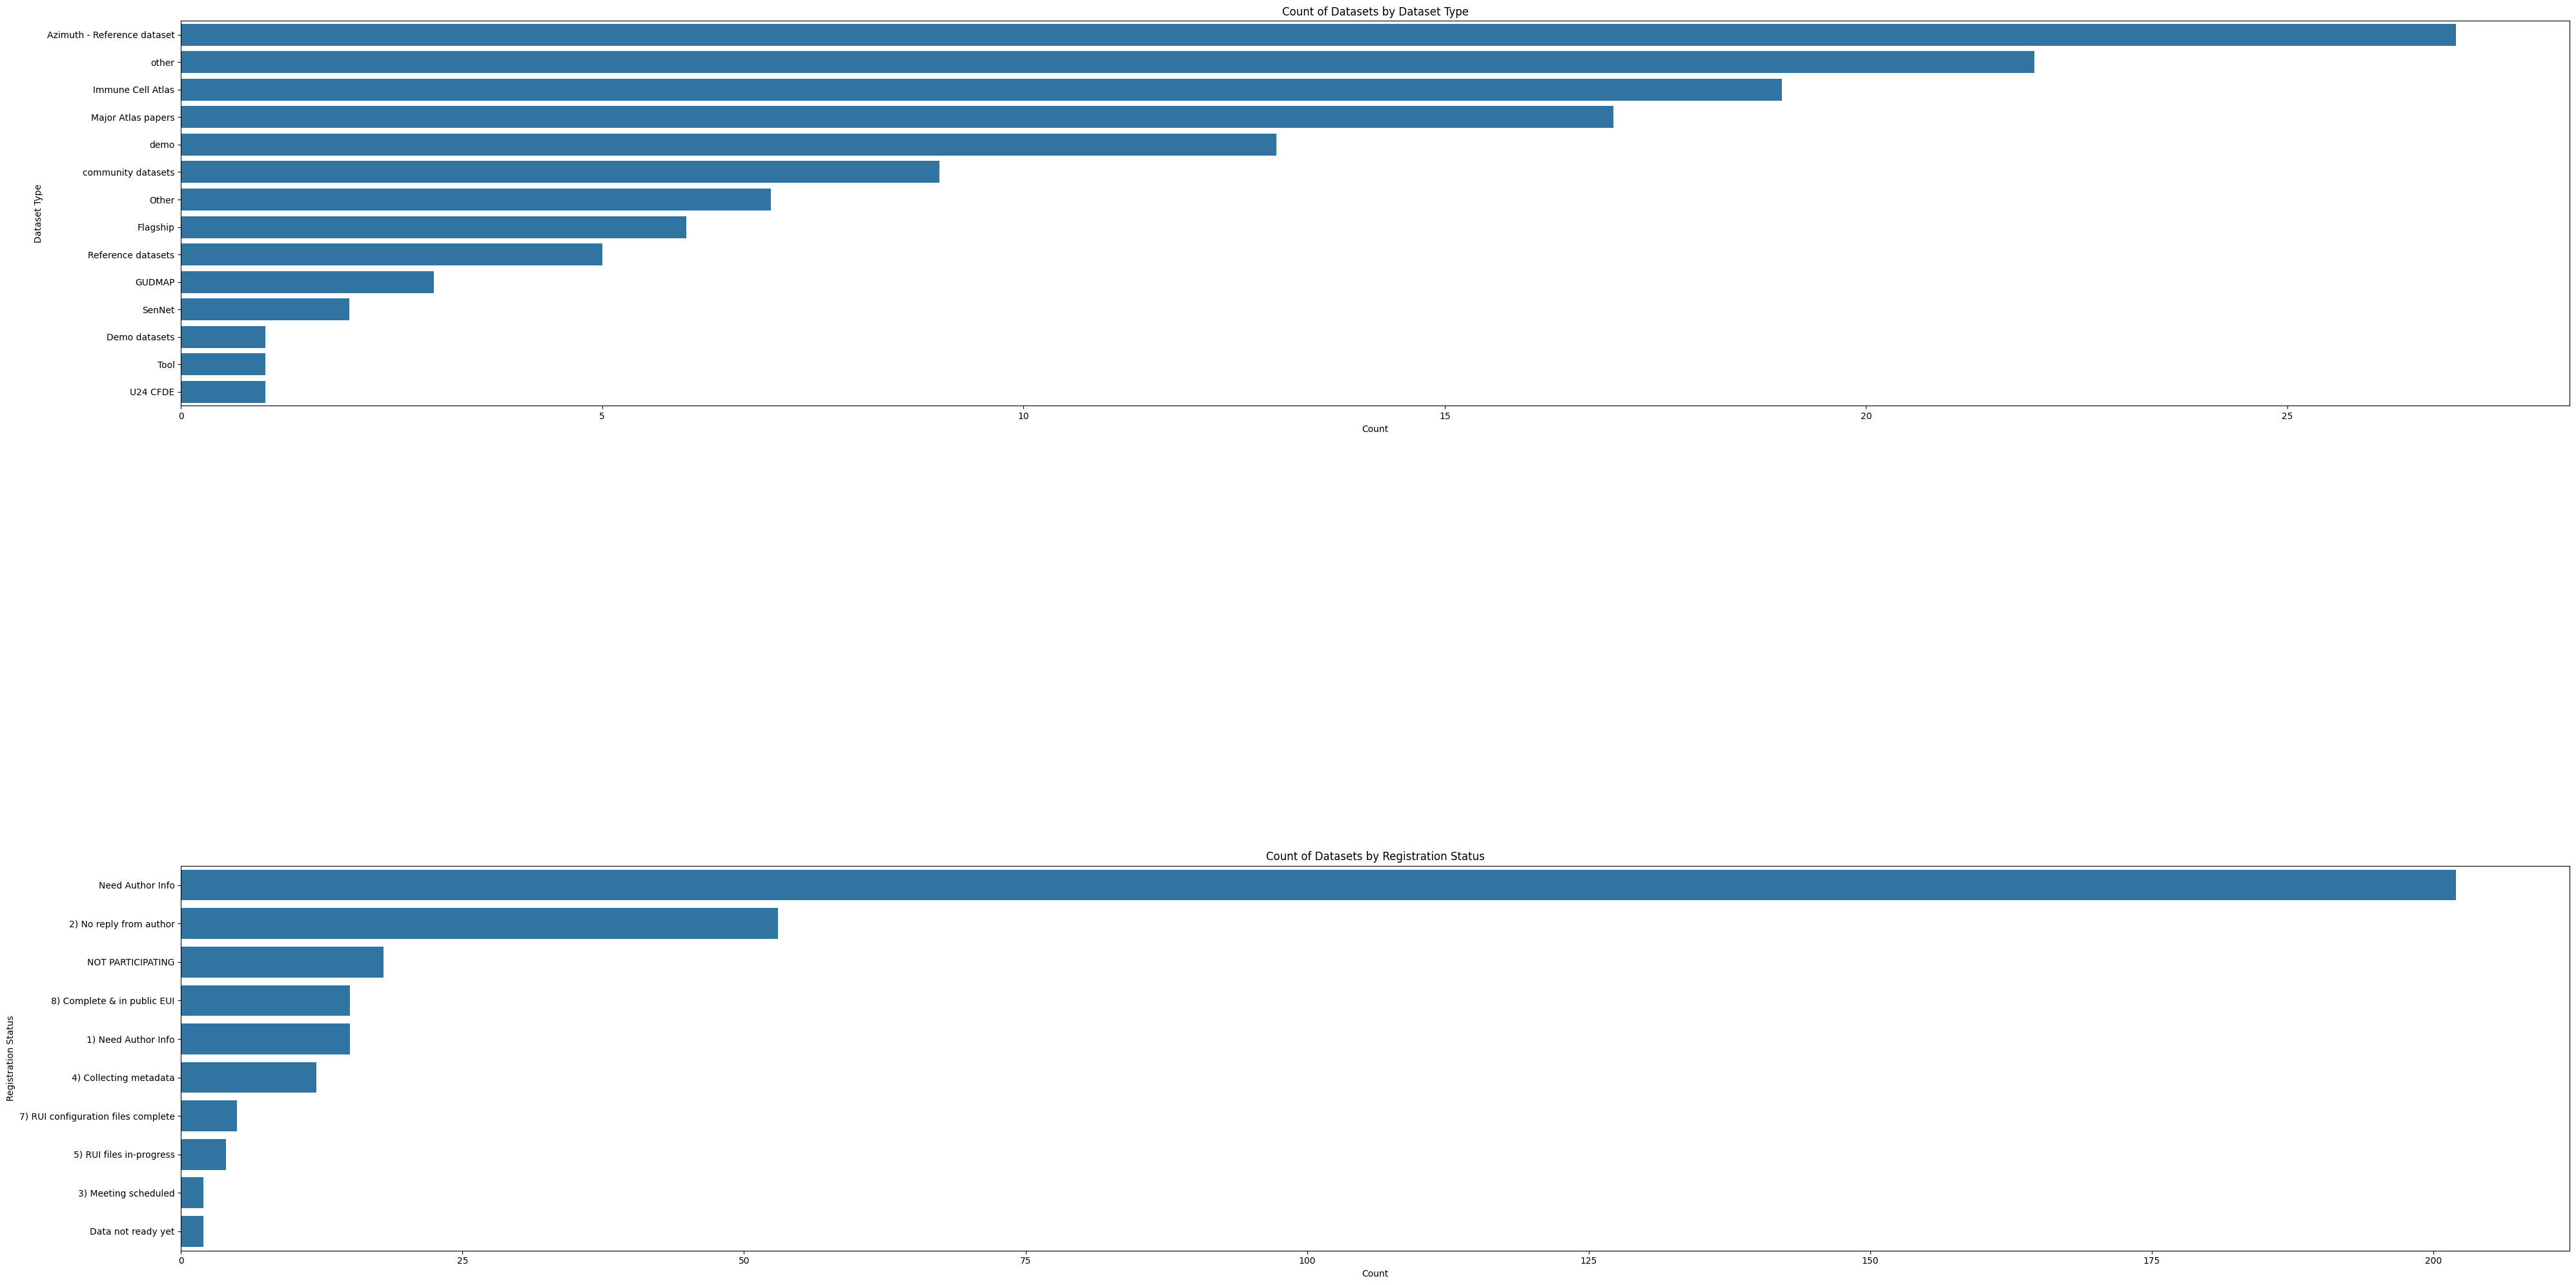 Count of Datasets by Dataset Type
Dataset Type
Azimuth - Reference dataset
other
Immune Cell Atlas
Major Atlas papers
demo
community datasets
Other
Flagship
Reference datasets
GUDMAP
SenNet
Demo datasets
Tool
U24 CFDE
0 5 10 15 20 25
Count
Count of Datasets by Registration Status
Registration Status
Need Author Info
2) No reply from author
NOT PARTICIPATING
8) Complete & in public EUI
1) Need Author Info
4) Collecting metadata
7) RUI configuration files complete
5) RUI files in-progress
3) Meeting scheduled
Data not ready yet
0 25 50 75 100 125 150 175 200
Count